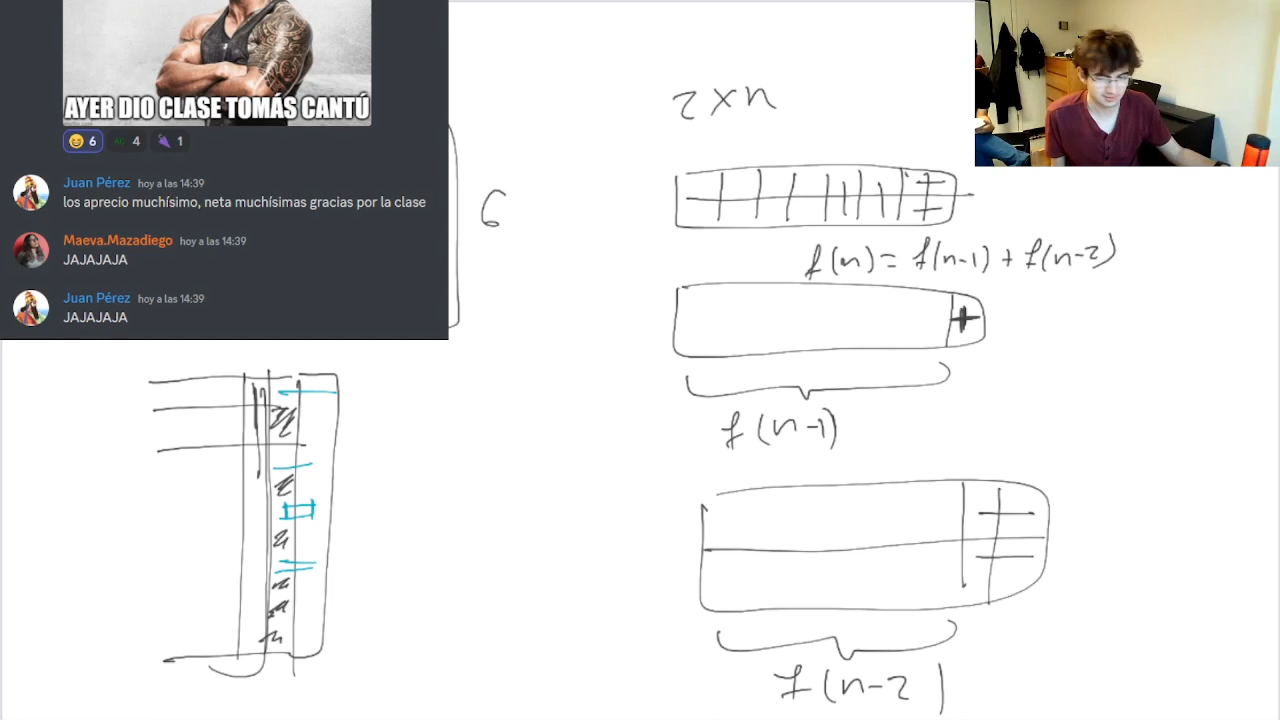 AYER DIO CLASE TOMÁS CANTÚ
6 4 1
Juan Pérez hoy a las 14:39
los aprecio muchísimo, neta muchísimas gracias por la clase
Maeva.Mazadiego hoy a las 14:39
JAJAJAJA
Juan Pérez hoy a las 14:39
JAJAJAJA
6
2 x n
f(n) = f(n-1) + f(n-2)
f(n-1)
f(n-2)